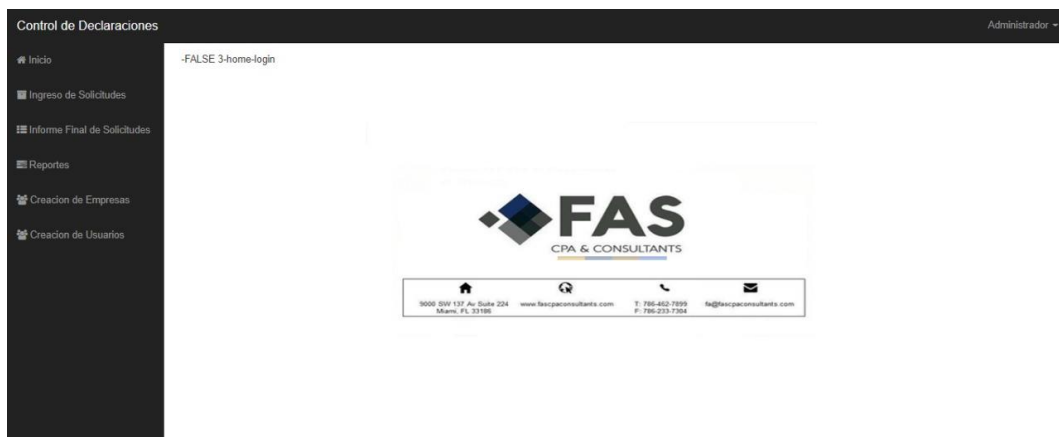 Control de Declaraciones
Administrador
Inicio
-FALSE 3-home-login
Ingreso de Solicitudes
Informe Final de Solicitudes
Reportes
Creacion de Empresas
Creacion de Usuarios
FAS
CPA & CONSULTANTS
9000 SW 137 Av Suite 224
Miami, FL 33186
www.fascpaconsultants.com
T: 786-462-7899
F: 786-233-7384
fa@fascpaconsultants.com